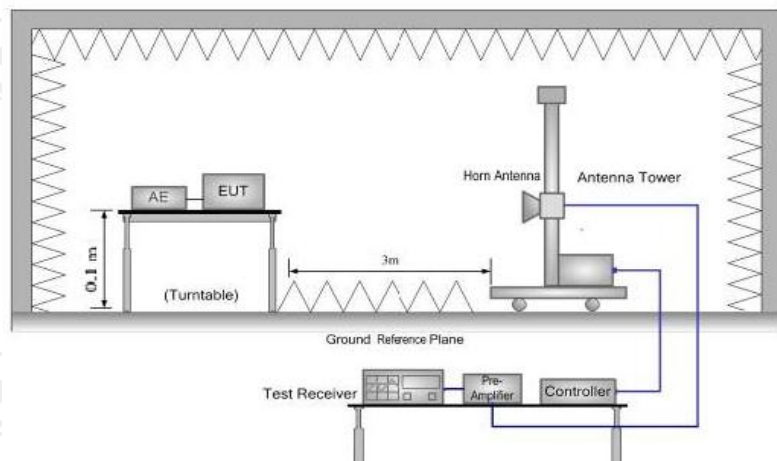 Horn Antenna
Antenna Tower
AE
EUT
0.1 m
3m
(Turntable)
Ground Reference Plane
Test Receiver
Pre-
Amplifier
Controller